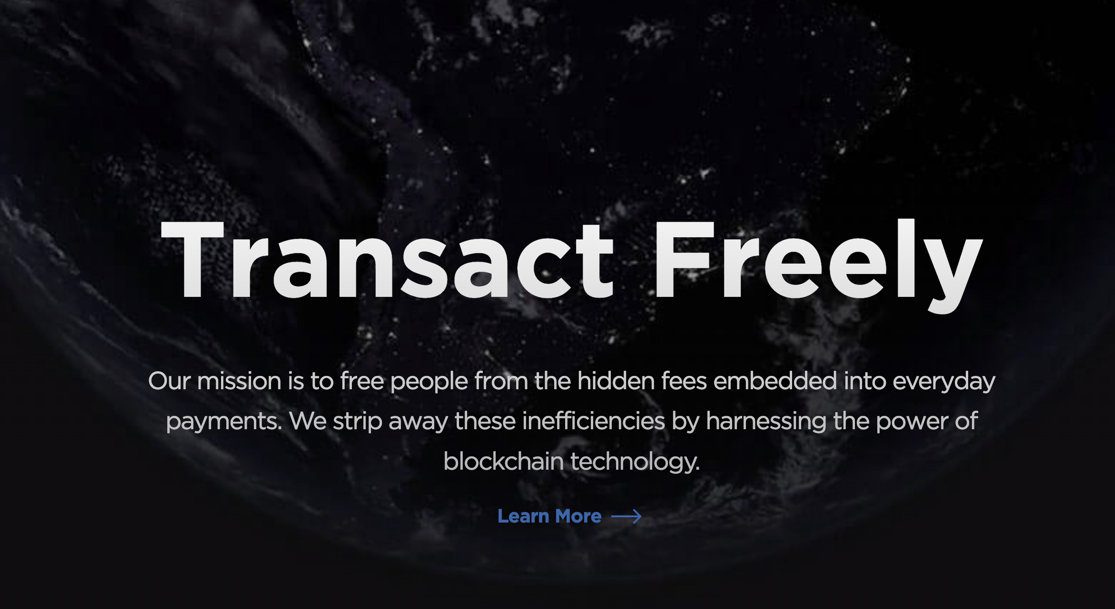 Transact Freely
Our mission is to free people from the hidden fees embedded into everyday
payments. We strip away these inefficiencies by harnessing the power of
blockchain technology.
Learn More